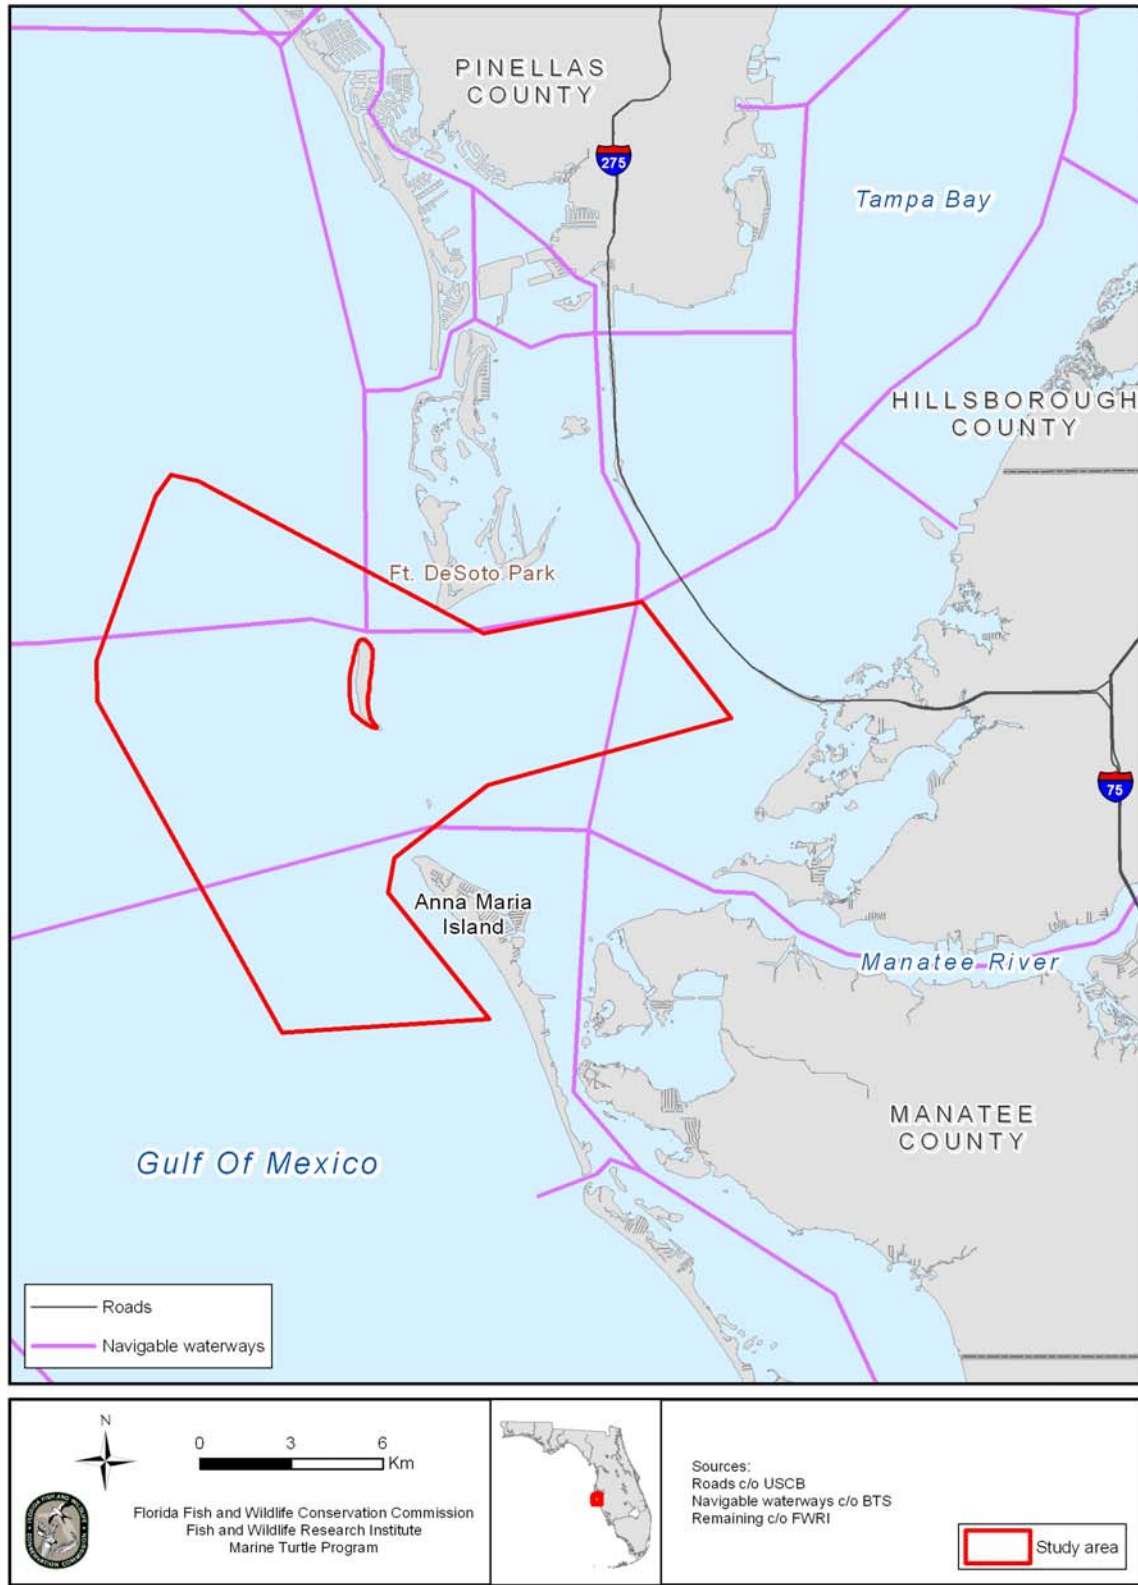 PINELLAS
COUNTY
275
Tampa Bay
HILLSBOROUGH
COUNTY
Ft. DeSoto Park
75
Anna Maria
Island
Manatee River
MANATEE
COUNTY
Gulf Of Mexico
Roads
Navigable waterways
N
0 3 6
Km
Florida Fish and Wildlife Conservation Commission
Fish and Wildlife Research Institute
Marine Turtle Program
Sources:
Roads c/o USCB
Navigable waterways c/o BTS
Remaining c/o FWRI
Study area